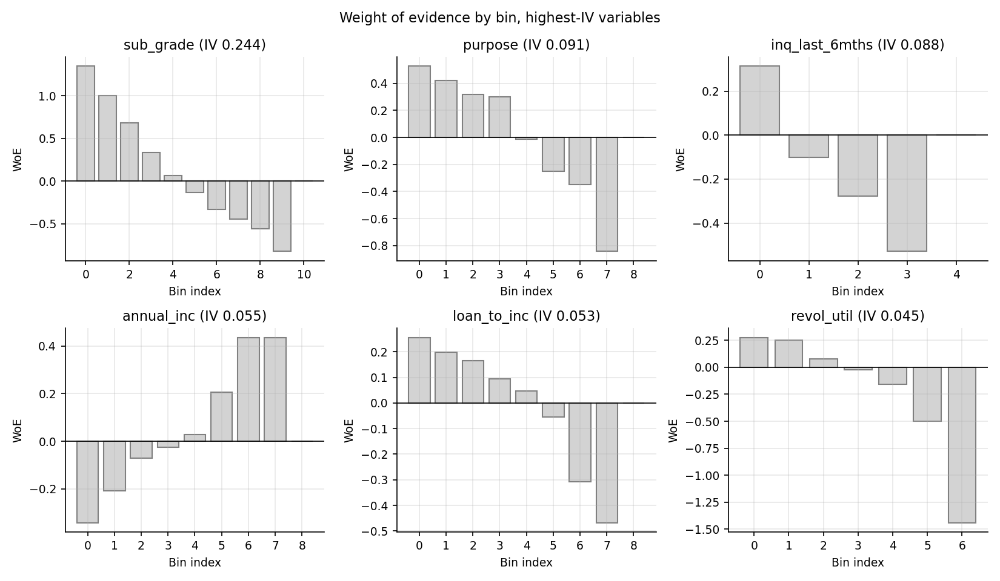 Weight of evidence by bin, highest-IV variables
sub_grade (IV 0.244)
WoE
1.0
0.5
0.0
−0.5
0 2 4 6 8 10
Bin index
purpose (IV 0.091)
WoE
0.4
0.2
0.0
−0.2
−0.4
−0.6
−0.8
0 1 2 3 4 5 6 7 8
Bin index
inq_last_6mths (IV 0.088)
WoE
0.2
0.0
−0.2
−0.4
0 1 2 3 4
Bin index
annual_inc (IV 0.055)
WoE
0.4
0.2
0.0
−0.2
0 1 2 3 4 5 6 7 8
Bin index
loan_to_inc (IV 0.053)
WoE
0.2
0.1
0.0
−0.1
−0.2
−0.3
−0.4
−0.5
0 1 2 3 4 5 6 7 8
Bin index
revol_util (IV 0.045)
WoE
0.25
0.00
−0.25
−0.50
−0.75
−1.00
−1.25
−1.50
0 1 2 3 4 5 6
Bin index